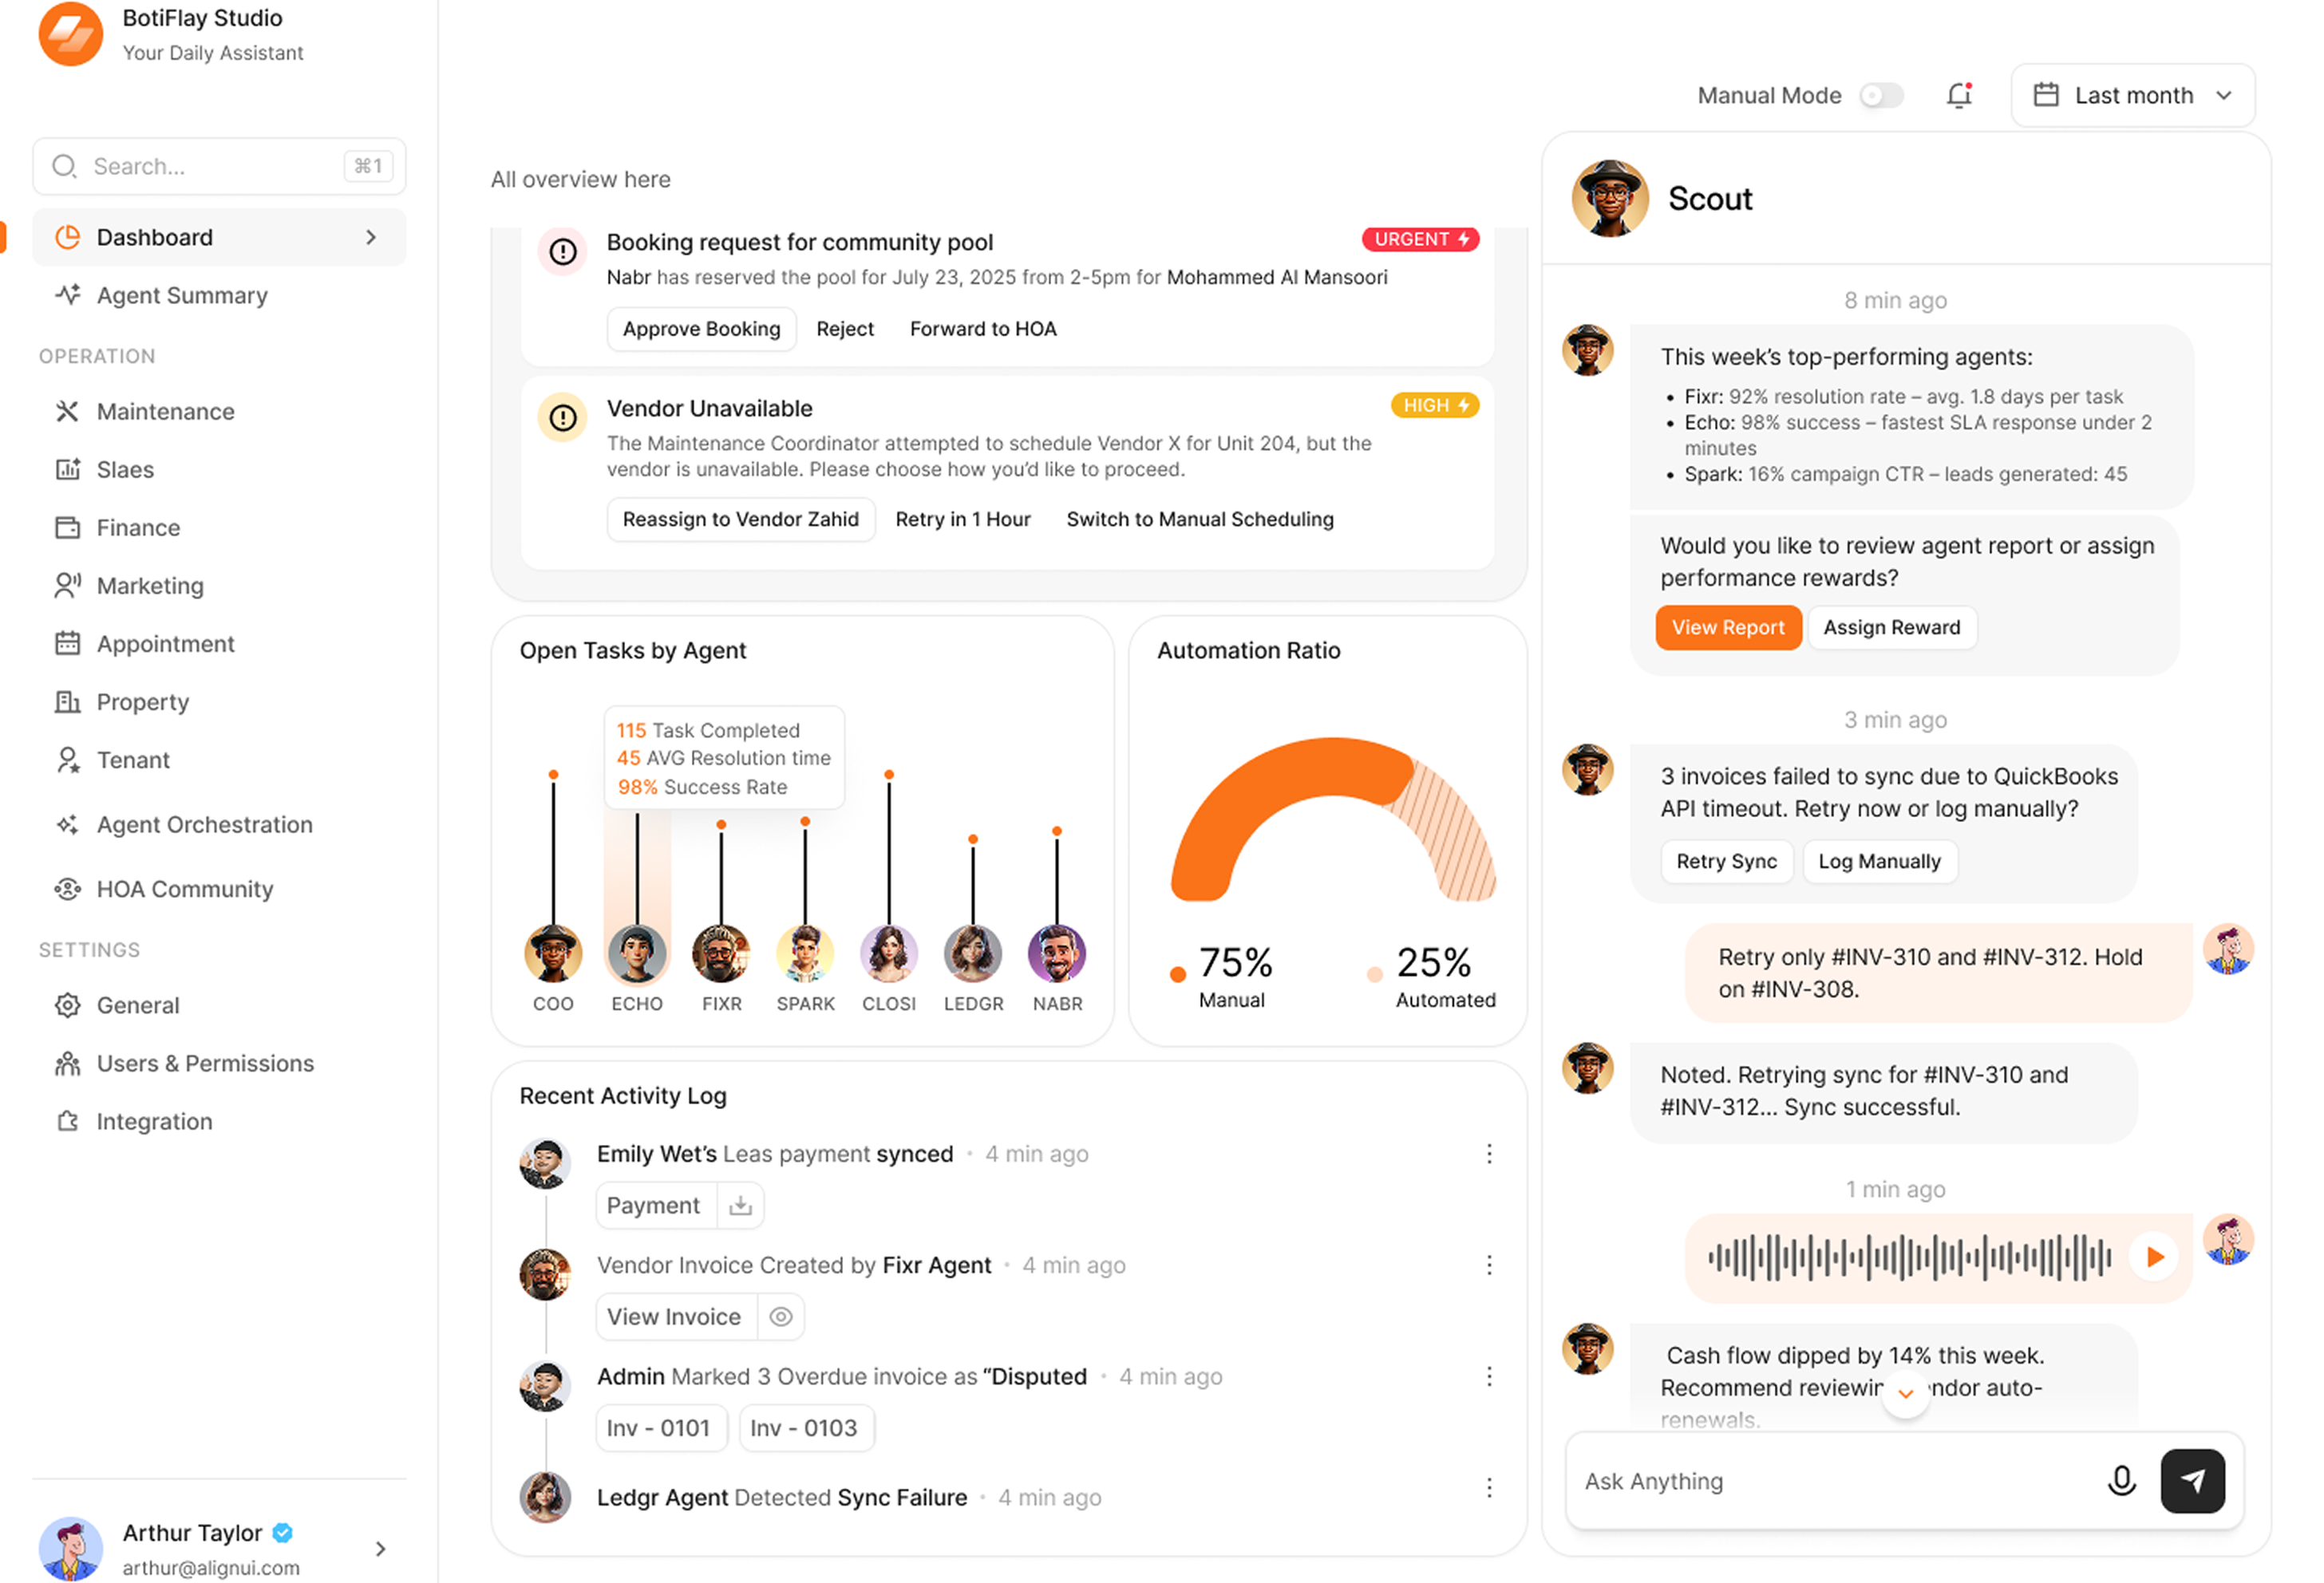 BotiFlay Studio
Your Daily Assistant
Search...
⌘1
Dashboard
Agent Summary
OPERATION
Maintenance
Slaes
Finance
Marketing
Appointment
Property
Tenant
Agent Orchestration
HOA Community
SETTINGS
General
Users & Permissions
Integration
Arthur Taylor
arthur@alignui.com
Manual Mode
Last month
All overview here
Booking request for community pool
URGENT
Nabr has reserved the pool for July 23, 2025 from 2-5pm for Mohammed Al Mansoori
Approve Booking
Reject
Forward to HOA
Vendor Unavailable
HIGH
The Maintenance Coordinator attempted to schedule Vendor X for Unit 204, but the
vendor is unavailable. Please choose how you’d like to proceed.
Reassign to Vendor Zahid
Retry in 1 Hour
Switch to Manual Scheduling
Open Tasks by Agent
115 Task Completed
45 AVG Resolution time
98% Success Rate
COO
ECHO
FIXR
SPARK
CLOSI
LEDGR
NABR
Automation Ratio
75%
Manual
25%
Automated
Recent Activity Log
Emily Wet’s Leas payment synced • 4 min ago
Payment
Vendor Invoice Created by Fixr Agent • 4 min ago
View Invoice
Admin Marked 3 Overdue invoice as “Disputed • 4 min ago
Inv - 0101
Inv - 0103
Ledgr Agent Detected Sync Failure • 4 min ago
Scout
8 min ago
This week’s top-performing agents:
• Fixr: 92% resolution rate – avg. 1.8 days per task
• Echo: 98% success – fastest SLA response under 2
minutes
• Spark: 16% campaign CTR – leads generated: 45
Would you like to review agent report or assign
performance rewards?
View Report
Assign Reward
3 min ago
3 invoices failed to sync due to QuickBooks
API timeout. Retry now or log manually?
Retry Sync
Log Manually
Retry only #INV-310 and #INV-312. Hold
on #INV-308.
Noted. Retrying sync for #INV-310 and
#INV-312... Sync successful.
1 min ago
Cash flow dipped by 14% this week.
Recommend auto-
renewals.
Ask Anything